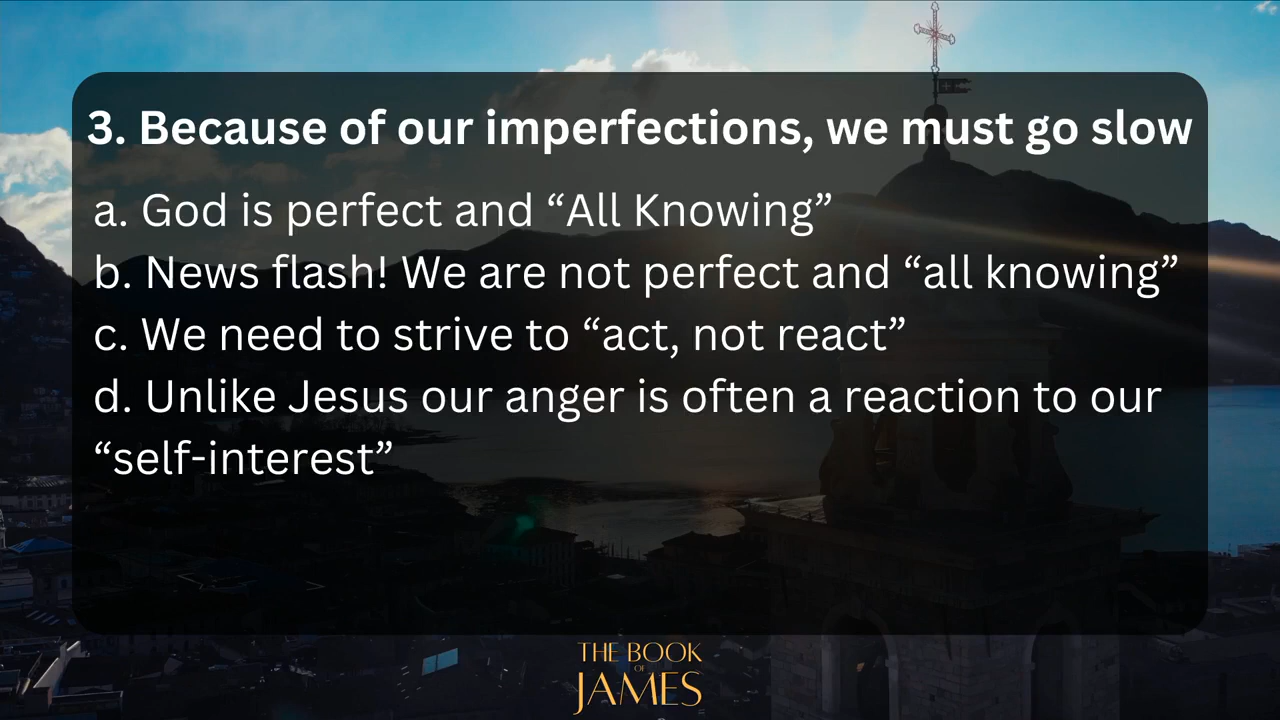 3. Because of our imperfections, we must go slow
a. God is perfect and “All Knowing”
b. News flash! We are not perfect and “all knowing”
c. We need to strive to “act, not react”
d. Unlike Jesus our anger is often a reaction to our
“self-interest”
THE BOOK
OF
JAMES